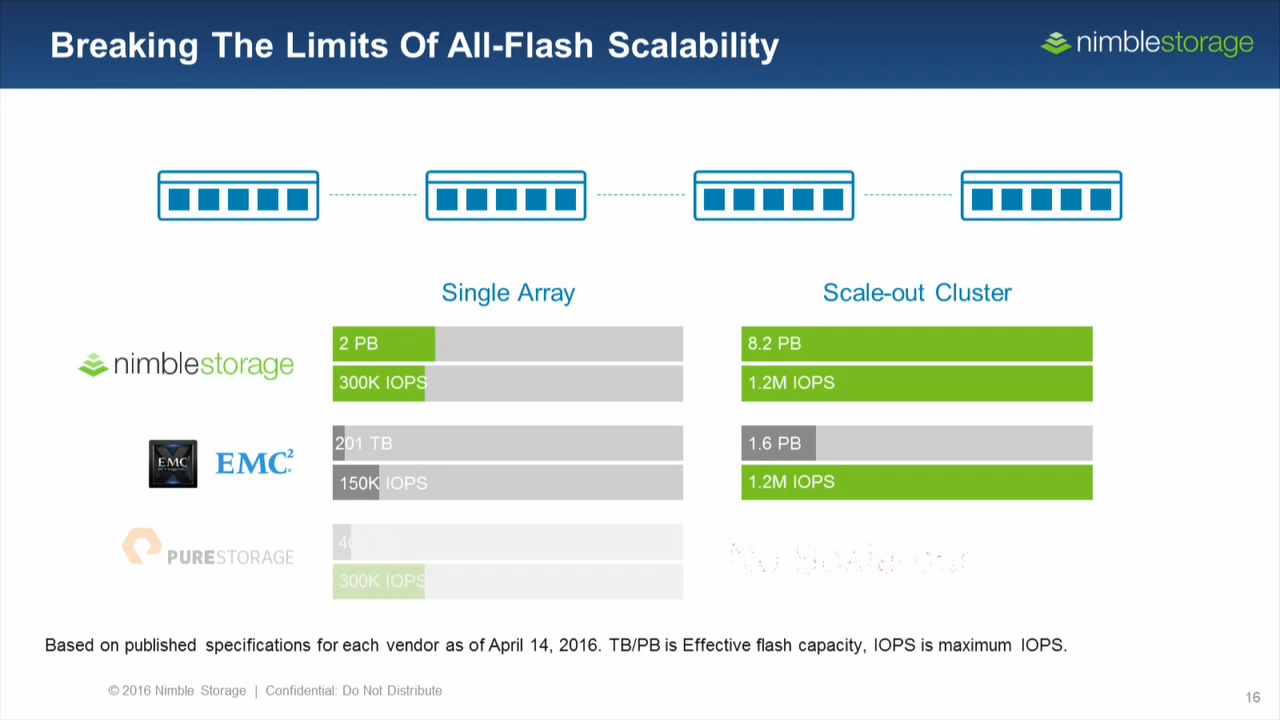 Breaking The Limits Of All-Flash Scalability
nimblestorage
Single Array
Scale-out Cluster
nimblestorage
2 PB
8.2 PB
300K IOPS
1.2M IOPS
EMC²
EMC²
201 TB
1.6 PB
150K IOPS
1.2M IOPS
PURESTORAGE
300K IOPS
Based on published specifications for each vendor as of April 14, 2016. TB/PB is Effective flash capacity, IOPS is maximum IOPS.
© 2016 Nimble Storage | Confidential: Do Not Distribute
16